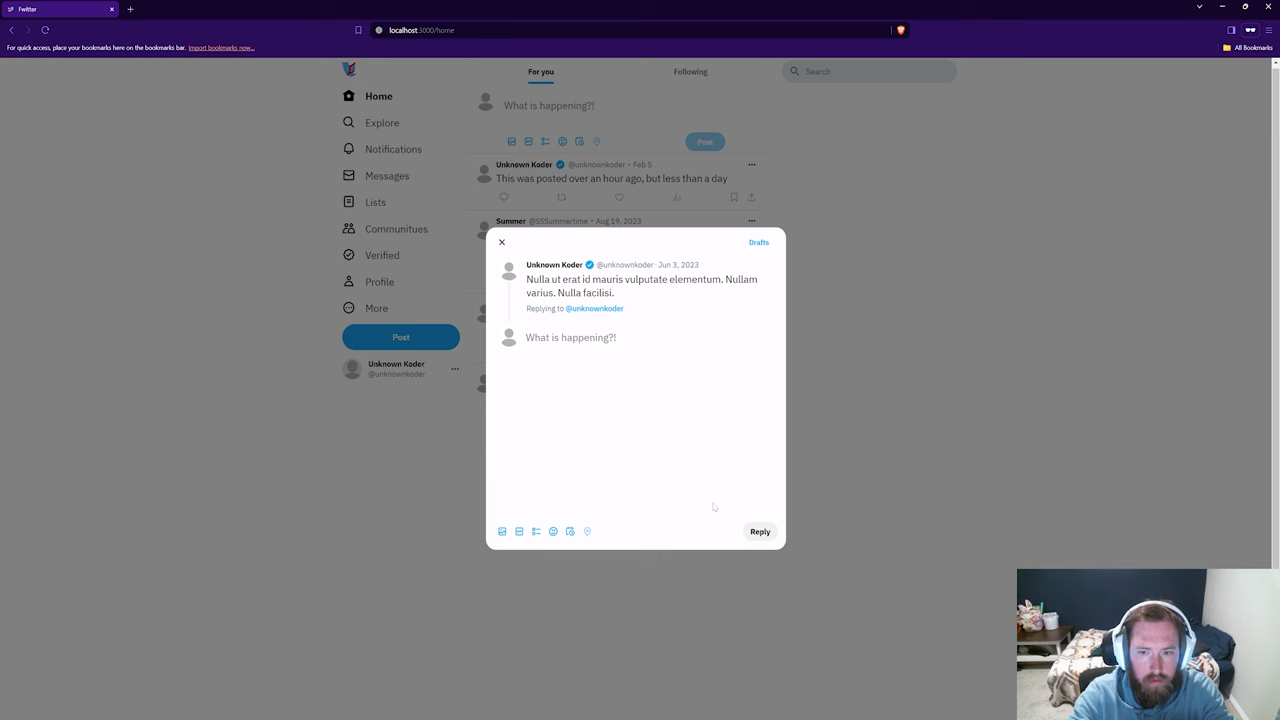 Fwitter
localhost:3000/home
For quick access, place your bookmarks here on the bookmarks bar. Import bookmarks now...
All Bookmarks
Home
Explore
Notifications
Messages
Lists
Communitues
Verified
Profile
More
Post
Unknown Koder
@unknownkoder
For you
Following
What is happening?!
Post
Unknown Koder @unknownkoder • Feb 5
This was posted over an hour ago, but less than a day
Summer @SSSummertime • Aug 19, 2023
Search
Drafts
Unknown Koder @unknownkoder · Jun 3, 2023
Nulla ut erat id mauris vulputate elementum. Nullam
varius. Nulla facilisi.
Replying to @unknownkoder
What is happening?!
Reply